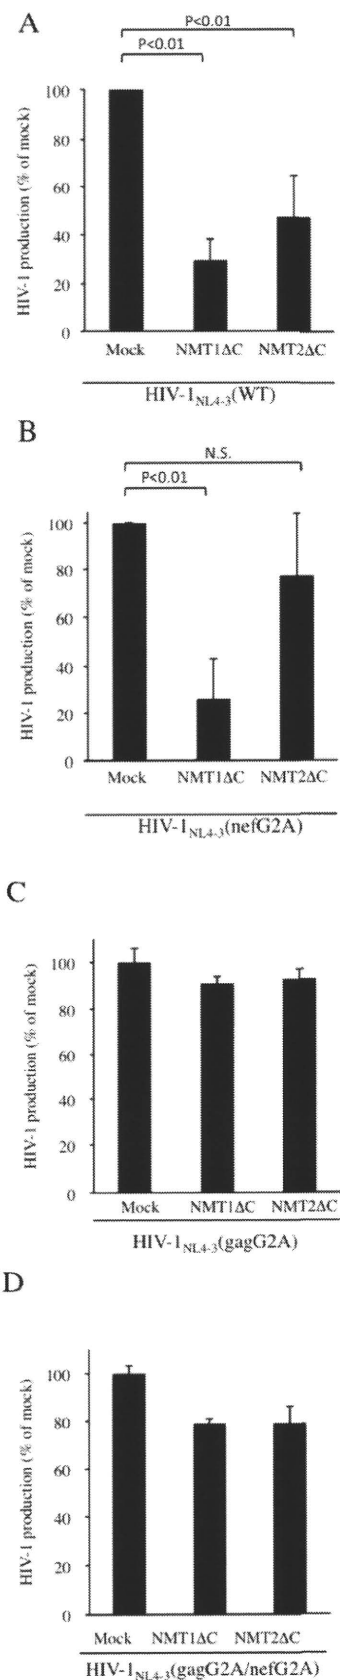 A
P<0.01
P<0.01
HIV-1 production (% of mock)
100
80
60
40
20
0
Mock NMT1ΔC NMT2ΔC
HIV-1NL4-3(WT)
B
N.S.
P<0.01
HIV-1 production (% of mock)
100
80
60
40
20
0
Mock NMT1ΔC NMT2ΔC
HIV-1NL4-3(nefG2A)
C
HIV-1 production (% of mock)
100
80
60
40
20
0
Mock NMT1ΔC NMT2ΔC
HIV-1NL4-3(gagG2A)
D
HIV-1 production (% of mock)
100
80
60
40
20
0
Mock NMT1ΔC NMT2ΔC
HIV-1NL4-3(gagG2A/nefG2A)